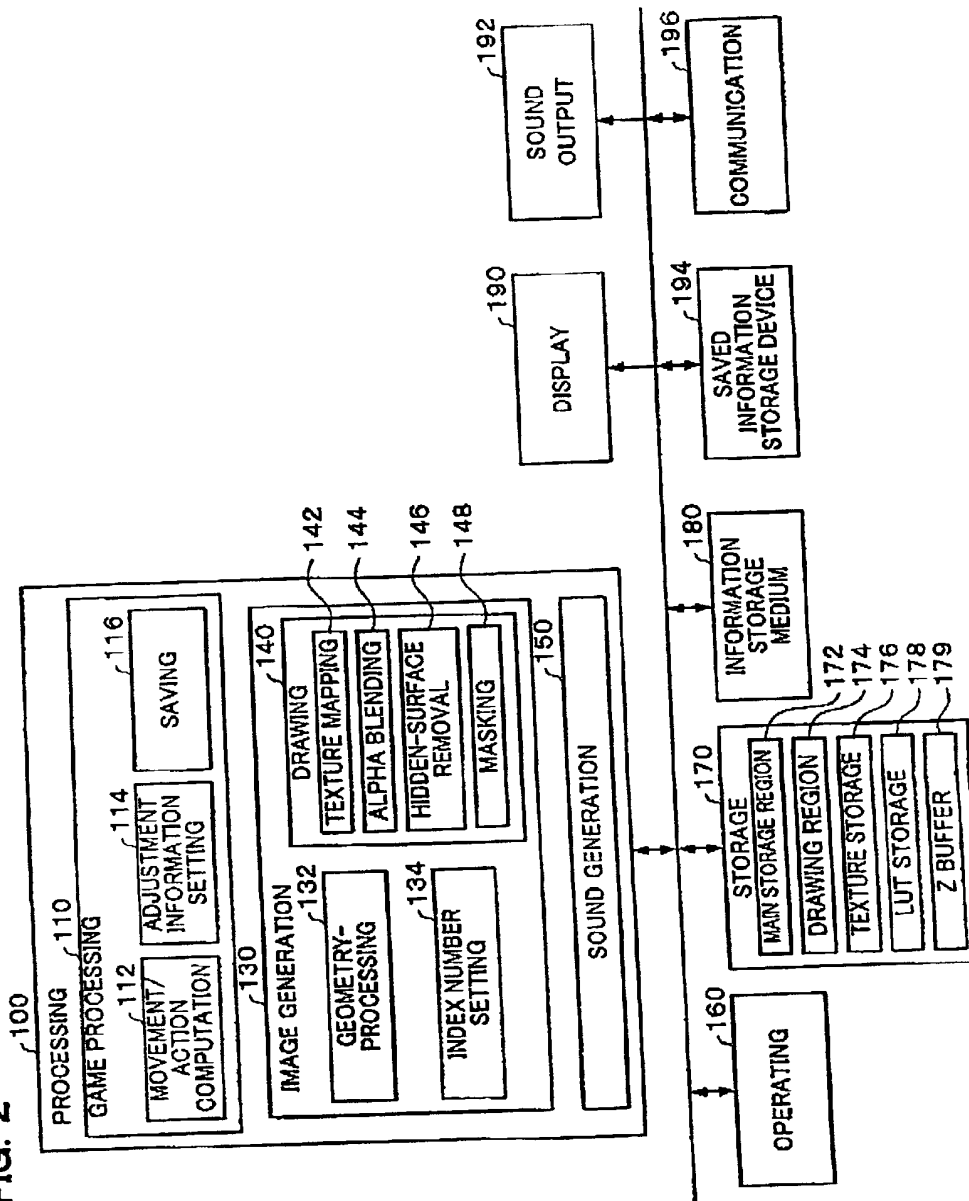 FIG. 2
100
PROCESSING
110
GAME PROCESSING
112
MOVEMENT/
ACTION
COMPUTATION
114
ADJUSTMENT
INFORMATION
SETTING
116
SAVING
130
IMAGE GENERATION
132
GEOMETRY-
PROCESSING
134
INDEX NUMBER
SETTING
140
DRAWING
TEXTURE MAPPING
142
ALPHA BLENDING
144
HIDDEN-SURFACE
REMOVAL
146
MASKING
148
150
SOUND GENERATION
160
OPERATING
170
STORAGE
MAIN STORAGE REGION
172
DRAWING REGION
174
TEXTURE STORAGE
176
LUT STORAGE
178
Z BUFFER
179
180
INFORMATION
STORAGE
MEDIUM
190
DISPLAY
192
SOUND
OUTPUT
194
SAVED
INFORMATION
STORAGE DEVICE
196
COMMUNICATION